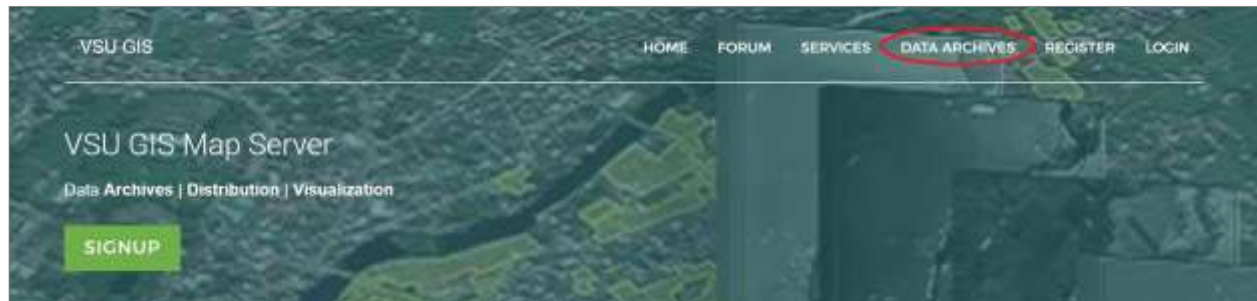 VSU GIS
HOME FORUM SERVICES DATA ARCHIVES REGISTER LOGIN
VSU GIS Map Server
Data Archives | Distribution | Visualization
SIGNUP